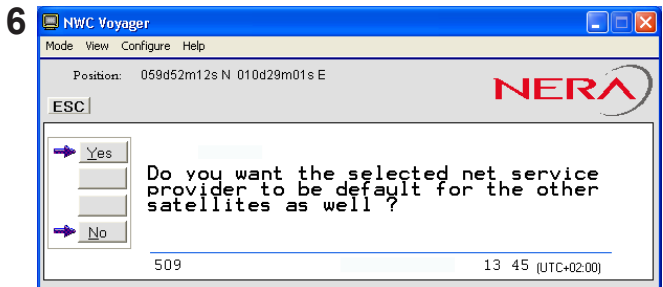 6
NWC Voyager
Mode View Configure Help
Position: 059d52m12s N 010d29m01s E
NERA
ESC
Yes
Do you want the selected net service
provider to be default for the other
satellites as well ?
No
509 13 45 (UTC+02:00)